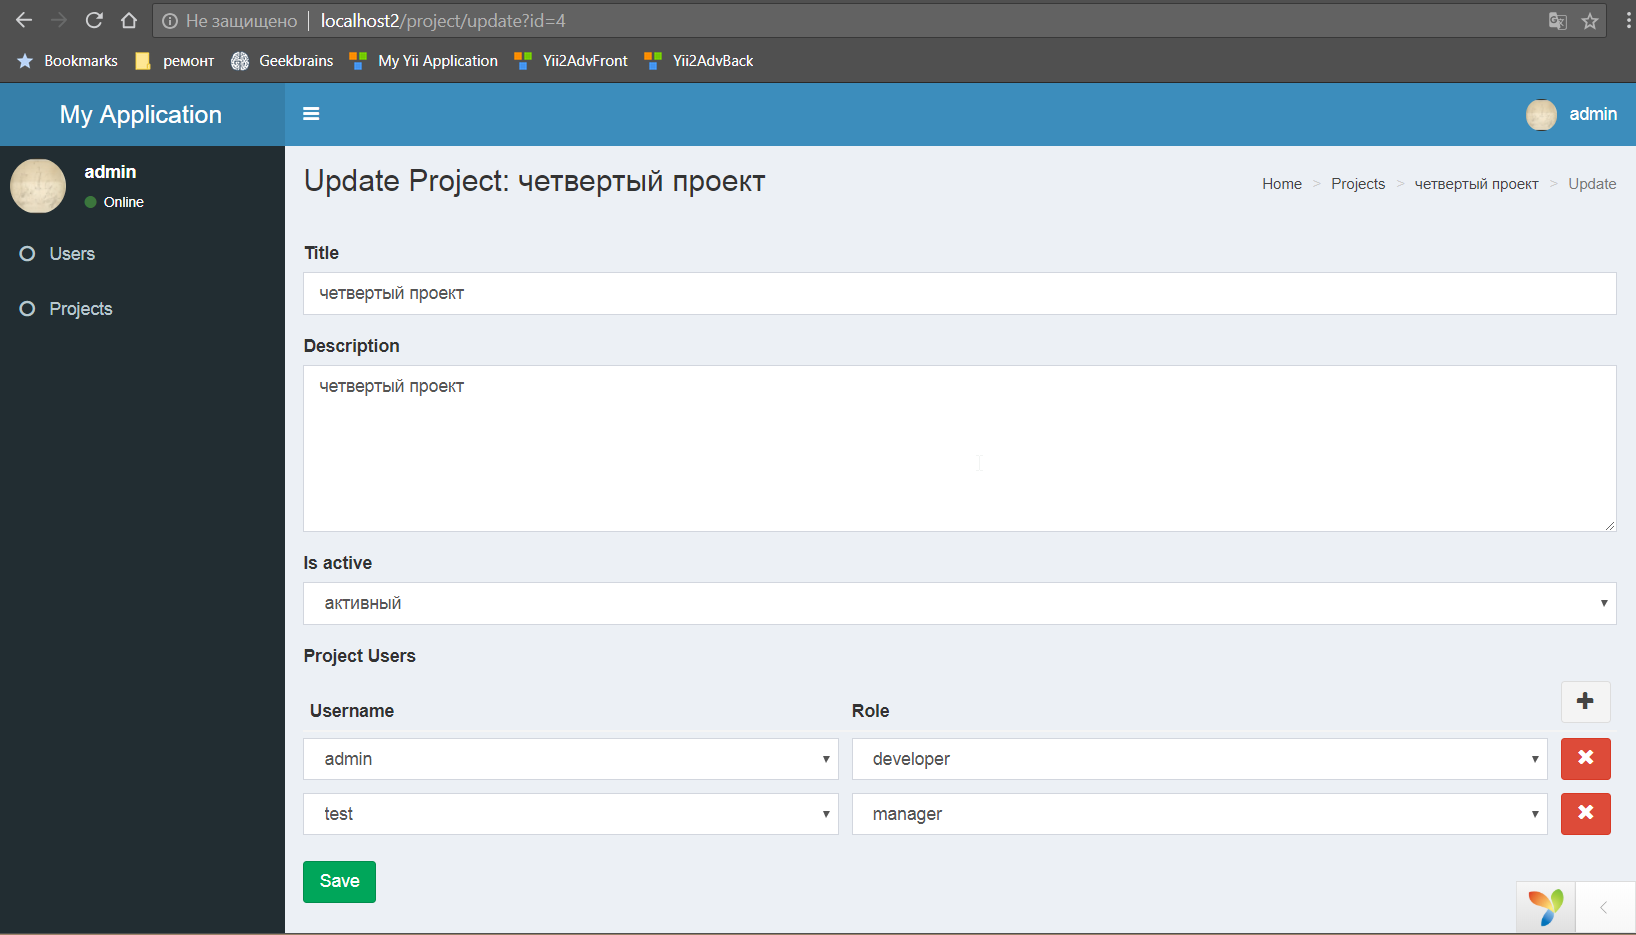 Не защищено localhost2/project/update?id=4
Bookmarks ремонт Geekbrains My Yii Application Yii2AdvFront Yii2AdvBack
My Application admin
admin
Online
Users
Projects
Update Project: четвертый проект
Home > Projects > четвертый проект > Update
Title
четвертый проект
Description
четвертый проект
Is active
активный
Project Users
Username Role
admin developer
test manager
Save